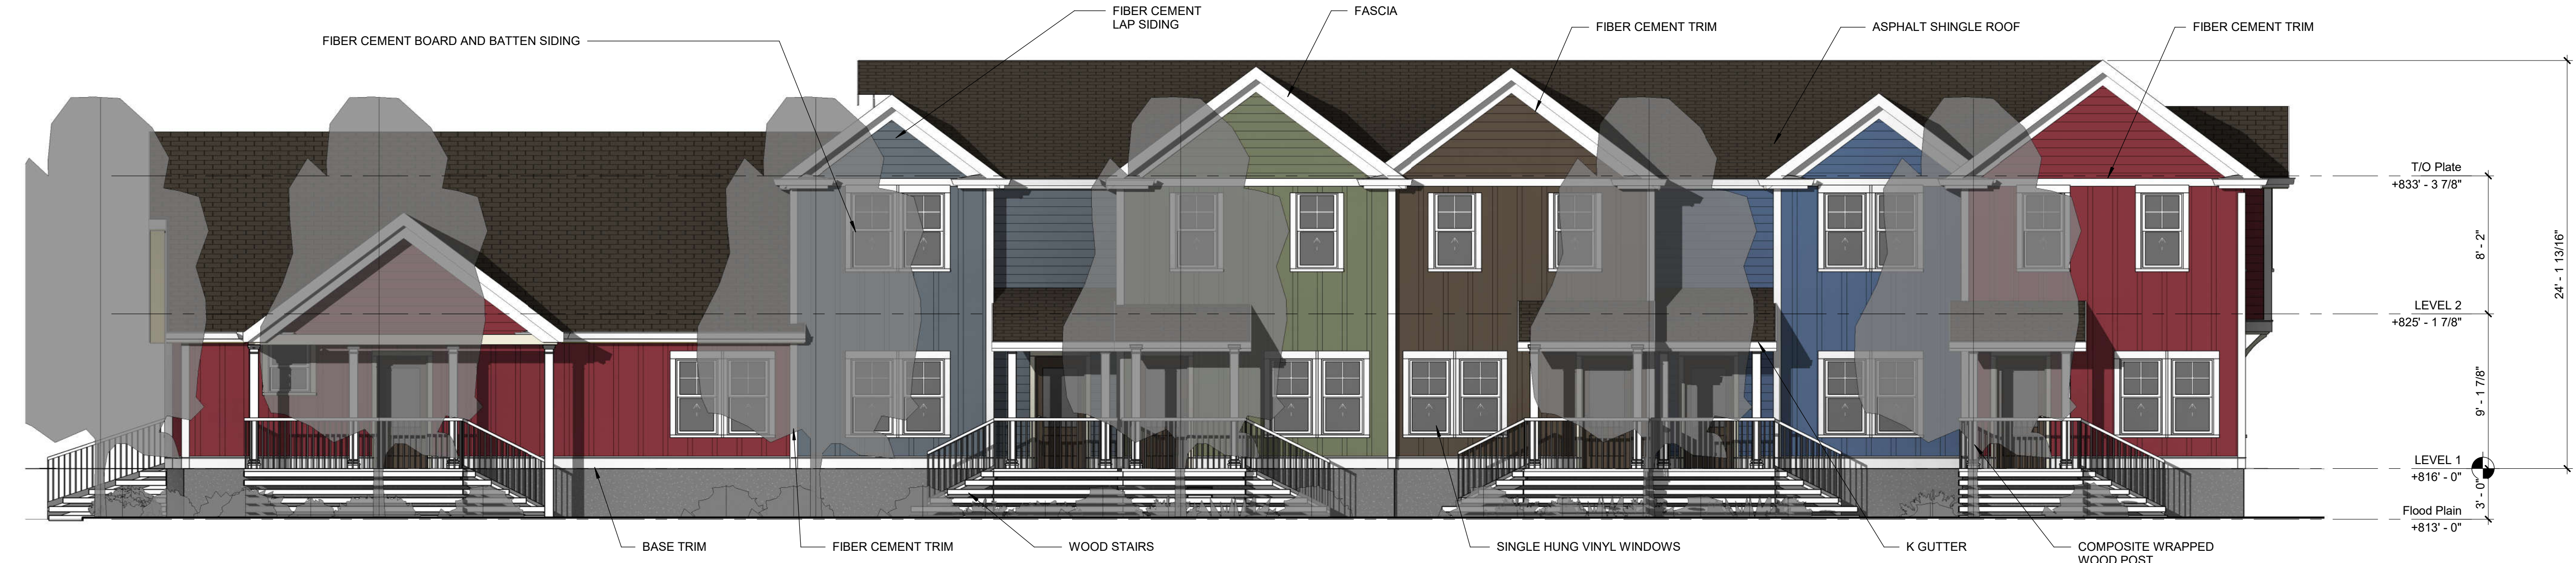 FIBER CEMENT
LAP SIDING
FASCIA
FIBER CEMENT TRIM
ASPHALT SHINGLE ROOF
FIBER CEMENT TRIM
FIBER CEMENT BOARD AND BATTEN SIDING
T/O Plate
+833' - 3 7/8"
8' - 2"
24' - 1 13/16"
LEVEL 2
+825' - 1 7/8"
9' - 1 7/8"
LEVEL 1
+816' - 0"
3' - 0"
Flood Plain
+813' - 0"
BASE TRIM
FIBER CEMENT TRIM
WOOD STAIRS
SINGLE HUNG VINYL WINDOWS
K GUTTER
COMPOSITE WRAPPED
WOOD POST